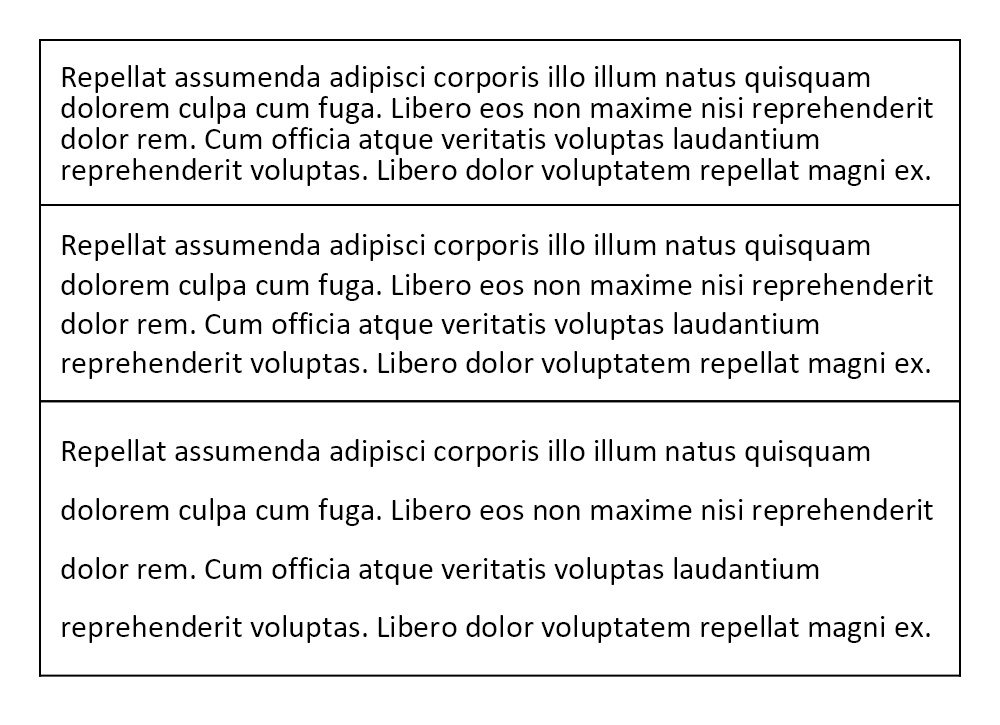 Repellat assumenda adipisci corporis illo illum natus quisquam
dolorem culpa cum fuga. Libero eos non maxime nisi reprehenderit
dolor rem. Cum officia atque veritatis voluptas laudantium
reprehenderit voluptas. Libero dolor voluptatem repellat magni ex.
Repellat assumenda adipisci corporis illo illum natus quisquam
dolorem culpa cum fuga. Libero eos non maxime nisi reprehenderit
dolor rem. Cum officia atque veritatis voluptas laudantium
reprehenderit voluptas. Libero dolor voluptatem repellat magni ex.
Repellat assumenda adipisci corporis illo illum natus quisquam
dolorem culpa cum fuga. Libero eos non maxime nisi reprehenderit
dolor rem. Cum officia atque veritatis voluptas laudantium
reprehenderit voluptas. Libero dolor voluptatem repellat magni ex.